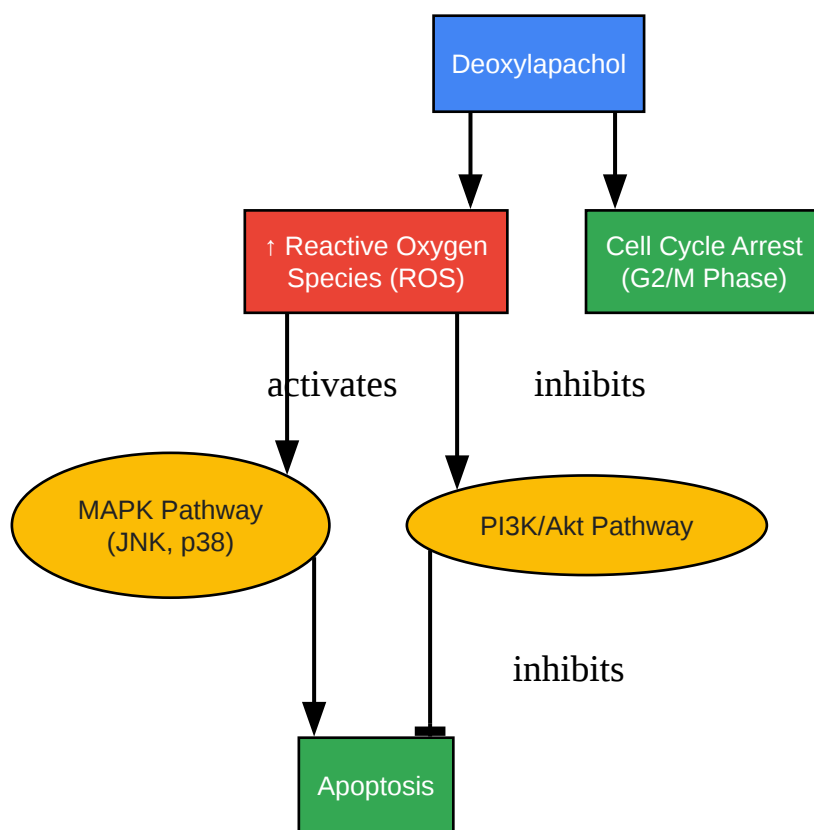 Deoxylapachol
↑ Reactive Oxygen
Species (ROS)
Cell Cycle Arrest
(G2/M Phase)
activates
inhibits
MAPK Pathway
(JNK, p38)
PI3K/Akt Pathway
inhibits
Apoptosis